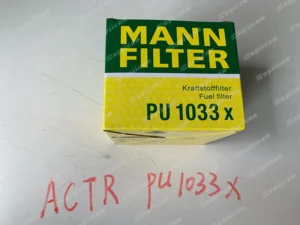 MANN
FILTER
Kraftstofffilter
Fuel filter
PU 1033 x
ACTR PU1033X